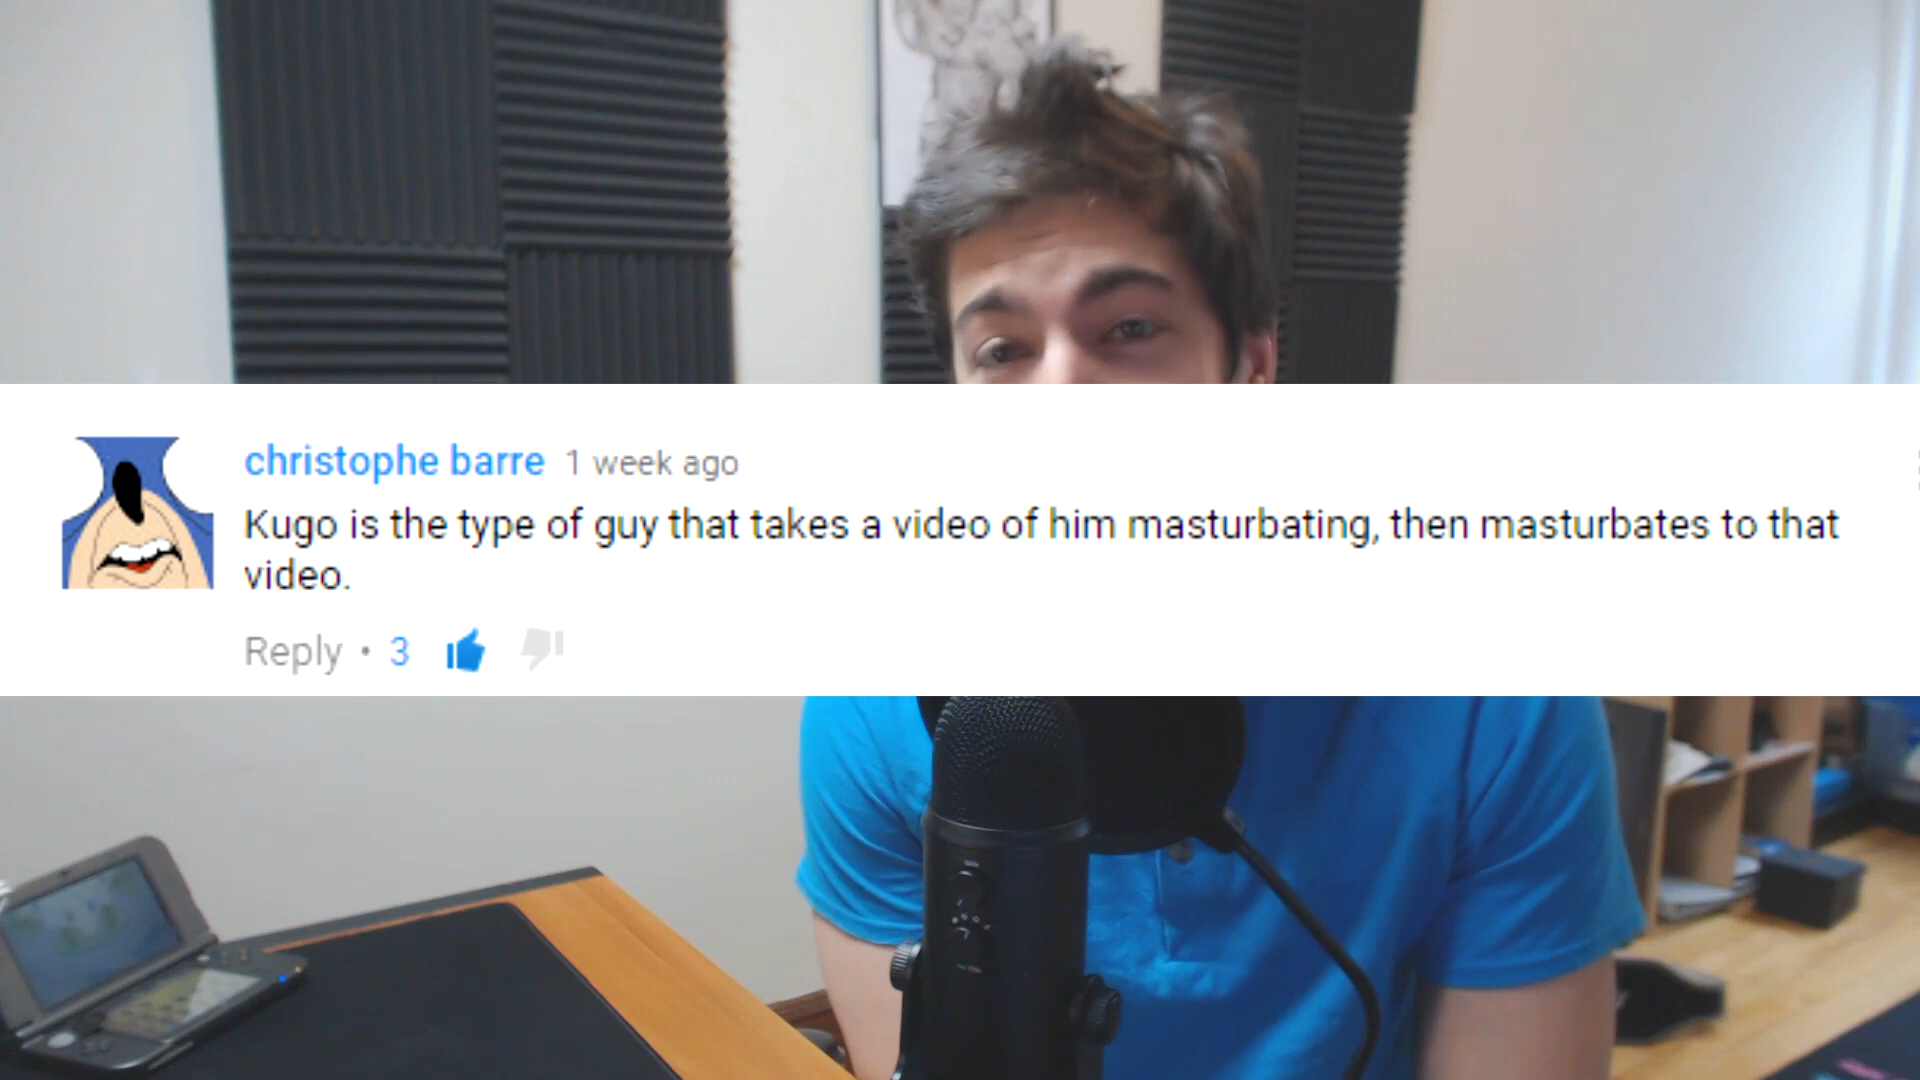 christophe barre 1 week ago
Kugo is the type of guy that takes a video of him masturbating, then masturbates to that
video.
Reply • 3